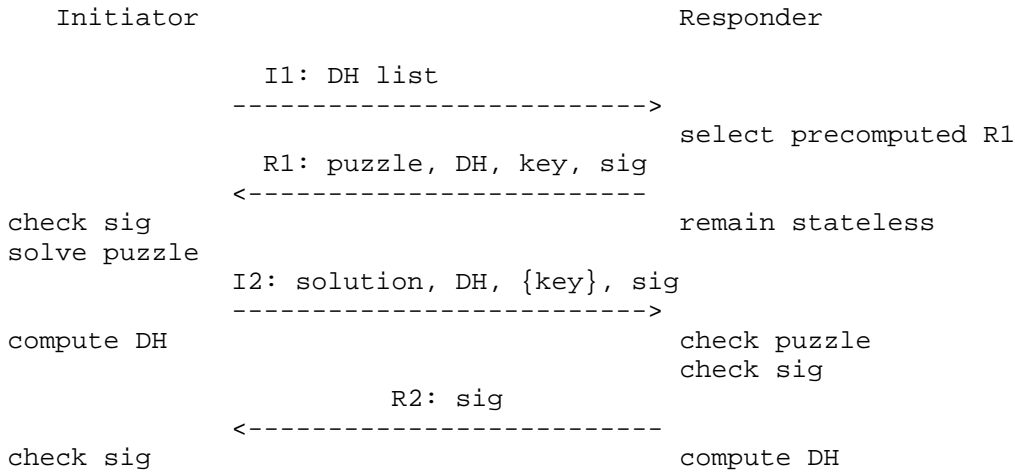 Initiator                                Responder
I1: DH list
-------------------------->
select precomputed R1
R1: puzzle, DH, key, sig
<-------------------------
check sig                                remain stateless
solve puzzle
I2: solution, DH, {key}, sig
-------------------------->
compute DH                               check puzzle
check sig
R2: sig
<--------------------------
check sig                                compute DH